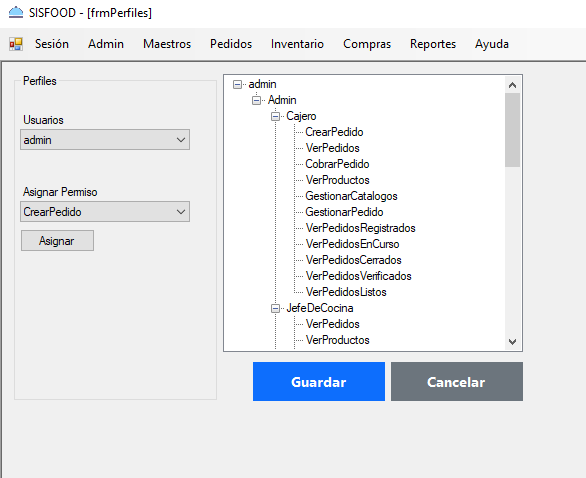 SISFOOD - [frmPerfiles]
Sesión Admin Maestros Pedidos Inventario Compras Reportes Ayuda
Perfiles
Usuarios
admin
Asignar Permiso
CrearPedido
Asignar
admin
Admin
Cajero
CrearPedido
VerPedidos
CobrarPedido
VerProductos
GestionarCatalogos
GestionarPedido
VerPedidosRegistrados
VerPedidosEnCurso
VerPedidosCerrados
VerPedidosVerificados
VerPedidosListos
JefeDeCocina
VerPedidos
VerProductos
Guardar Cancelar